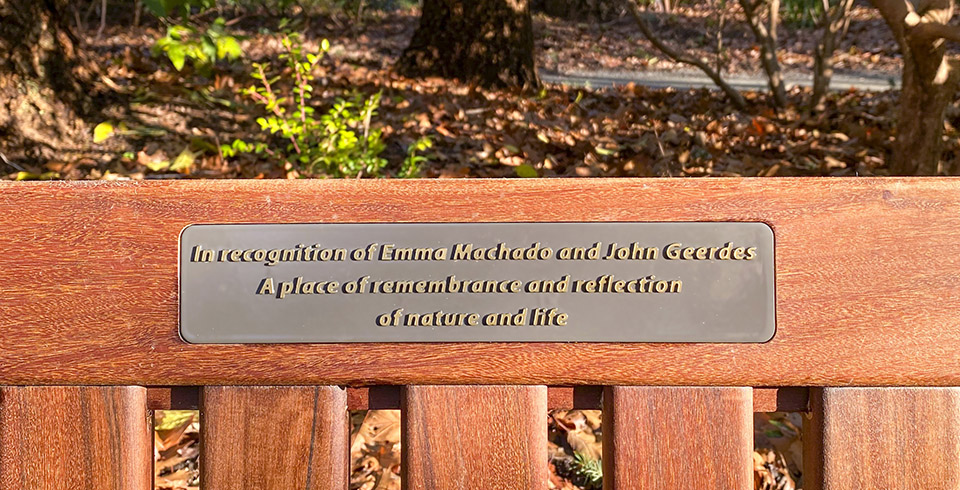 In recognition of Emma Machado and John Geerdes
A place of remembrance and reflection
of nature and life